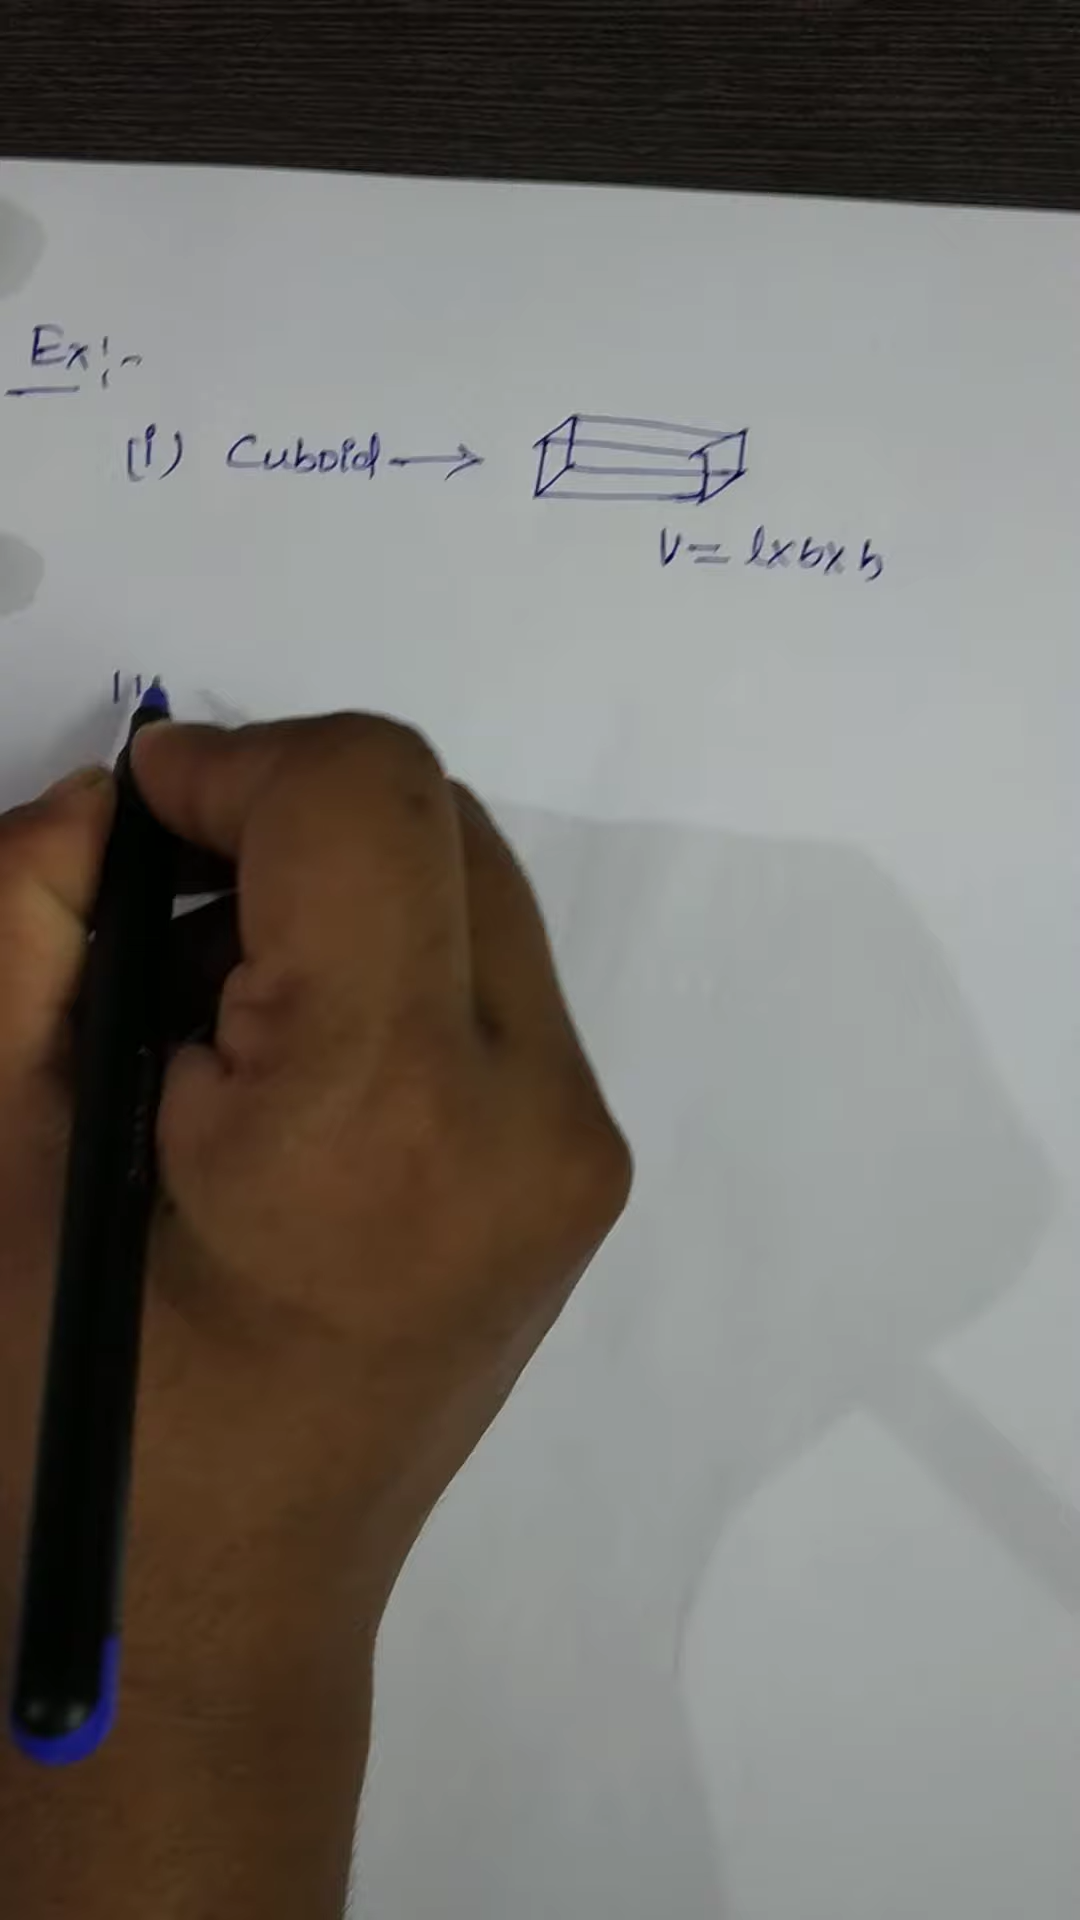 Ex:-
(i) Cuboid →
V = l×b×h